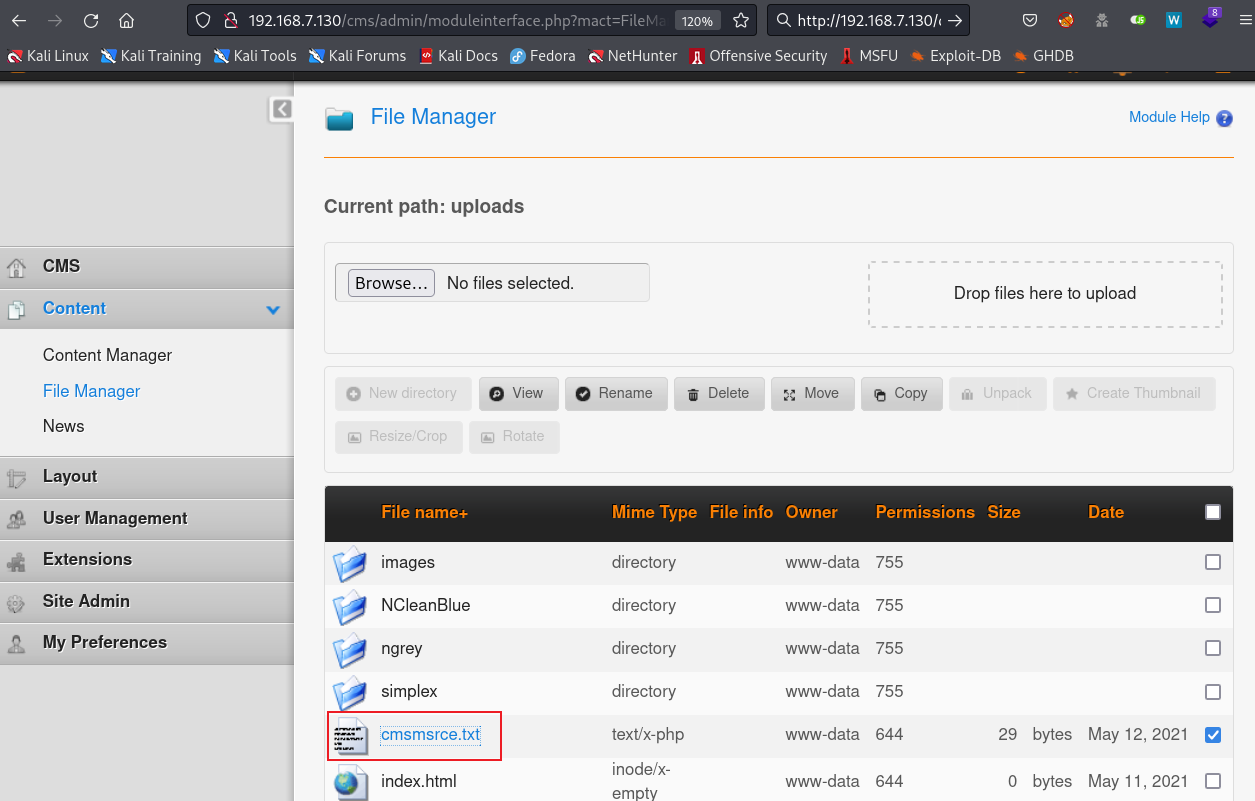 192.168.7.130/cms/admin/moduleinterface.php?mact=FileMa 120% http://192.168.7.130/ W 8
Kali Linux Kali Training Kali Tools Kali Forums Kali Docs Fedora NetHunter Offensive Security MSFU Exploit-DB GHDB
File Manager Module Help ?
Current path: uploads
Browse... No files selected. Drop files here to upload
CMS
Content
Content Manager
File Manager
News
Layout
User Management
Extensions
Site Admin
My Preferences
New directory View Rename Delete Move Copy Unpack Create Thumbnail
Resize/Crop Rotate
File name+ Mime Type File info Owner Permissions Size Date
images directory www-data 755
NCleanBlue directory www-data 755
ngrey directory www-data 755
simplex directory www-data 755
cmsmsrce.txt text/x-php www-data 644 29 bytes May 12, 2021
index.html inode/x-empty www-data 644 0 bytes May 11, 2021